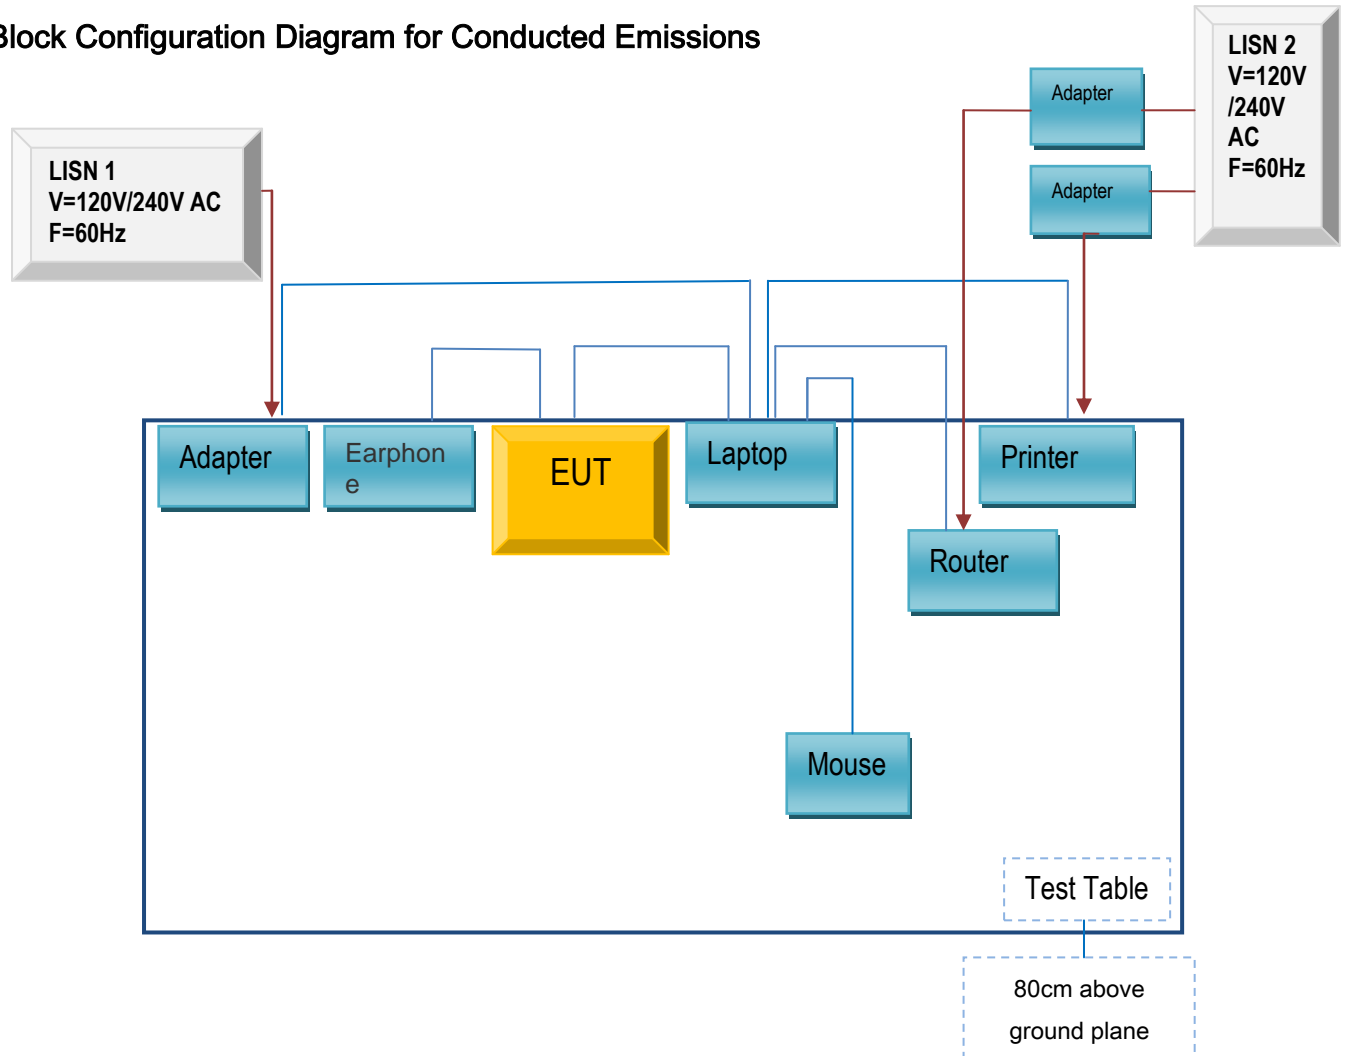 Block Configuration Diagram for Conducted Emissions
LISN 2
V=120V
/240V
AC
F=60Hz
Adapter
Adapter
LISN 1
V=120V/240V AC
F=60Hz
Adapter
Earphon
e
EUT
Laptop
Printer
Router
Mouse
Test Table
80cm above
ground plane